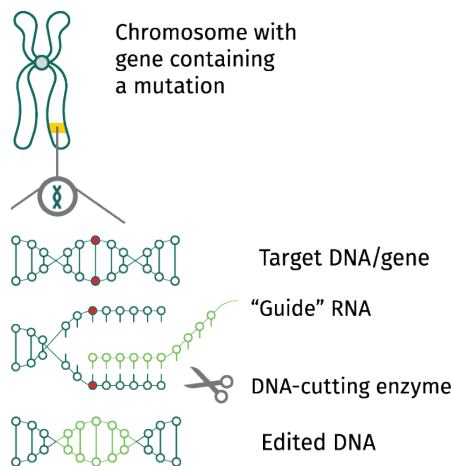 Chromosome with
gene containing
a mutation
Target DNA/gene
“Guide” RNA
DNA-cutting enzyme
Edited DNA